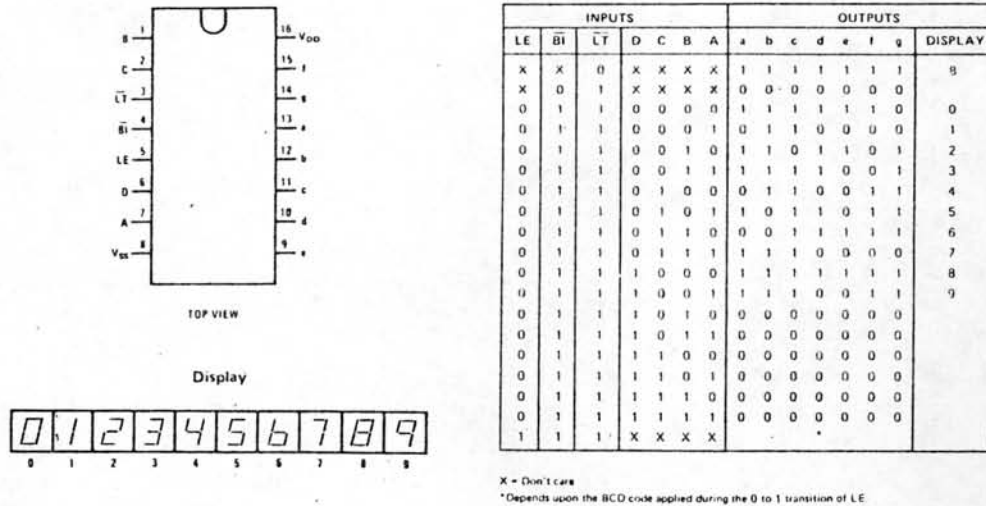 B 1 16 VDD
C 2 15 f
L̅T̅ 3 14 g
B̅I̅ 4 13 a
LE 5 12 b
D 6 11 c
A 7 10 d
Vss 8 9 e
TOP VIEW
Display
0 1 2 3 4 5 6 7 8 9
0 1 2 3 4 5 6 7 8 9
INPUTS OUTPUTS
LE B̅I̅ L̅T̅ D C B A a b c d e f g DISPLAY
X X 0 X X X X 1 1 1 1 1 1 1 8
X 0 1 X X X X 0 0 0 0 0 0 0
0 1 1 0 0 0 0 1 1 1 1 1 1 0 0
0 1 1 0 0 0 1 0 1 1 0 0 0 0 1
0 1 1 0 0 1 0 1 1 0 1 1 0 1 2
0 1 1 0 0 1 1 1 1 1 1 0 0 1 3
0 1 1 0 1 0 0 0 1 1 0 0 1 1 4
0 1 1 0 1 0 1 1 0 1 1 0 1 1 5
0 1 1 0 1 1 0 0 0 1 1 1 1 1 6
0 1 1 0 1 1 1 1 1 1 0 0 0 0 7
0 1 1 1 0 0 0 1 1 1 1 1 1 1 8
0 1 1 1 0 0 1 1 1 1 0 0 1 1 9
0 1 1 1 0 1 0 0 0 0 0 0 0 0
0 1 1 1 0 1 1 0 0 0 0 0 0 0
0 1 1 1 1 0 0 0 0 0 0 0 0 0
0 1 1 1 1 0 1 0 0 0 0 0 0 0
0 1 1 1 1 1 0 0 0 0 0 0 0 0
0 1 1 1 1 1 1 0 0 0 0 0 0 0
1 1 1 X X X X *
X = Don't care
*Depends upon the BCD code applied during the 0 to 1 transition of LE.